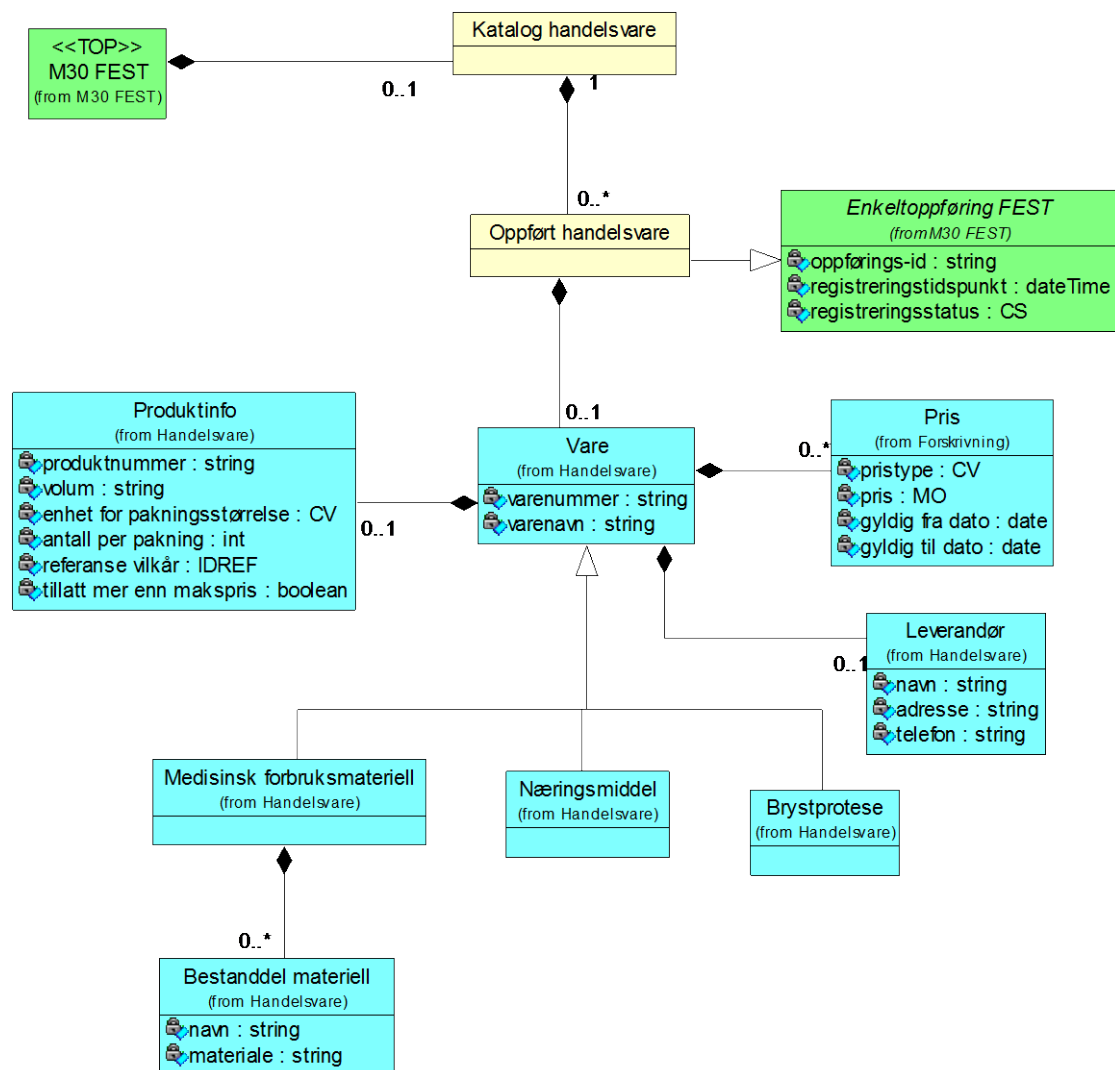 <<TOP>>
M30 FEST
(from M30 FEST)
0..1
Katalog handelsvare
1
0..*
Oppført handelsvare
Enkeltoppføring FEST
(from M30 FEST)
oppførings-id : string
registreringstidspunkt : dateTime
registreringsstatus : CS
0..1
Produktinfo
(from Handelsvare)
produktnummer : string
volum : string
enhet for pakningsstørrelse : CV
antall per pakning : int
referanse vilkår : IDREF
tillatt mer enn makspris : boolean
0..1
Vare
(from Handelsvare)
varenummer : string
varenavn : string
0..*
Pris
(from Forskrivning)
pristype : CV
pris : MO
gyldig fra dato : date
gyldig til dato : date
0..1
Leverandør
(from Handelsvare)
navn : string
adresse : string
telefon : string
Medisinsk forbruksmateriell
(from Handelsvare)
Næringsmiddel
(from Handelsvare)
Brystprotese
(from Handelsvare)
0..*
Bestanddel materiell
(from Handelsvare)
navn : string
materiale : string